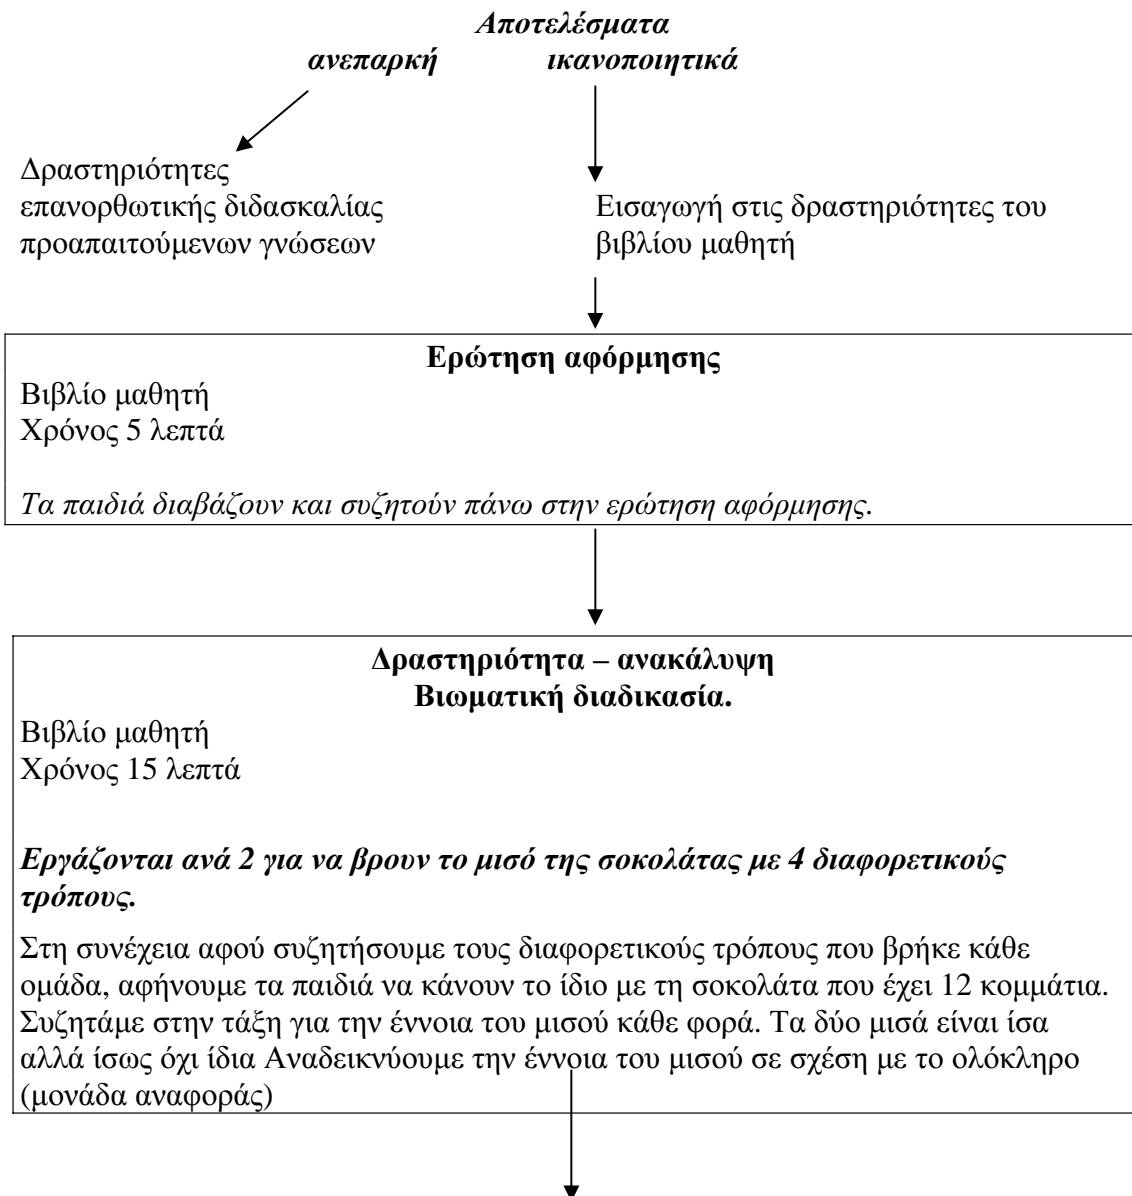 Αποτελέσματα
ανεπαρκή ικανοποιητικά
Δραστηριότητες
επανορθωτικής διδασκαλίας
προαπαιτούμενων γνώσεων
Εισαγωγή στις δραστηριότητες του
βιβλίου μαθητή
Ερώτηση αφόρμησης
Βιβλίο μαθητή
Χρόνος 5 λεπτά
Τα παιδιά διαβάζουν και συζητούν πάνω στην ερώτηση αφόρμησης.
Δραστηριότητα – ανακάλυψη
Βιωματική διαδικασία.
Βιβλίο μαθητή
Χρόνος 15 λεπτά
Εργάζονται ανά 2 για να βρουν το μισό της σοκολάτας με 4 διαφορετικούς
τρόπους.
Στη συνέχεια αφού συζητήσουμε τους διαφορετικούς τρόπους που βρήκε κάθε
ομάδα, αφήνουμε τα παιδιά να κάνουν το ίδιο με τη σοκολάτα που έχει 12 κομμάτια.
Συζητάμε στην τάξη για την έννοια του μισού κάθε φορά. Τα δύο μισά είναι ίσα
αλλά ίσως όχι ίδια Αναδεικνύουμε την έννοια του μισού σε σχέση με το ολόκληρο
(μονάδα αναφοράς)